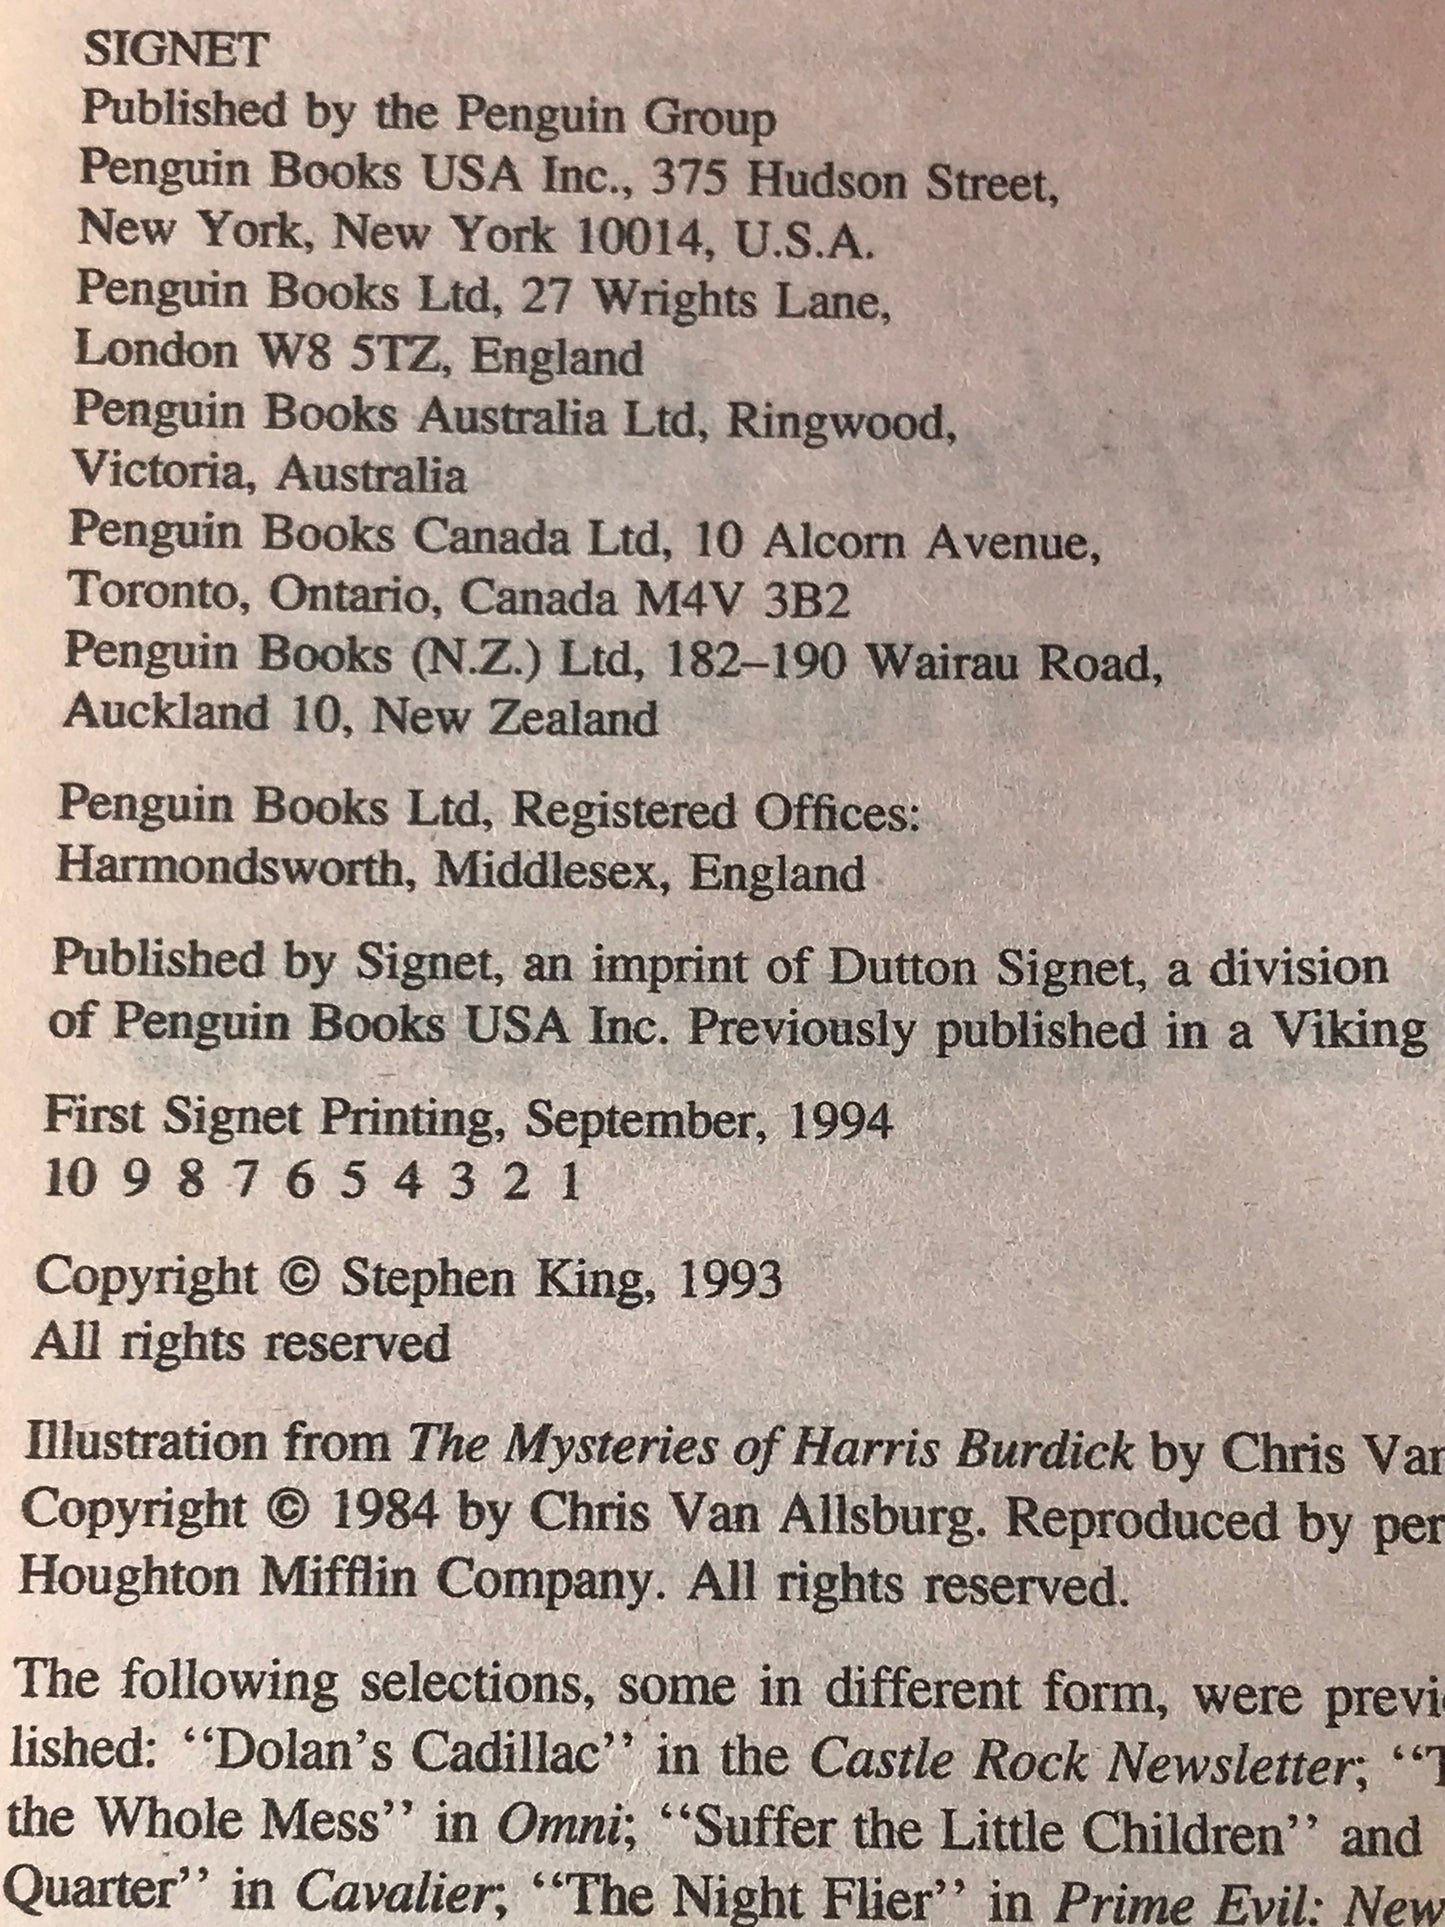 SIGNET
Published by the Penguin Group
Penguin Books USA Inc., 375 Hudson Street,
New York, New York 10014, U.S.A.
Penguin Books Ltd, 27 Wrights Lane,
London W8 5TZ, England
Penguin Books Australia Ltd, Ringwood,
Victoria, Australia
Penguin Books Canada Ltd, 10 Alcorn Avenue,
Toronto, Ontario, Canada M4V 3B2
Penguin Books (N.Z.) Ltd, 182–190 Wairau Road,
Auckland 10, New Zealand
Penguin Books Ltd, Registered Offices:
Harmondsworth, Middlesex, England
Published by Signet, an imprint of Dutton Signet, a division
of Penguin Books USA Inc. Previously published in a Viking
First Signet Printing, September, 1994
10 9 8 7 6 5 4 3 2 1
Copyright © Stephen King, 1993
All rights reserved
Illustration from The Mysteries of Harris Burdick by Chris Van
Copyright © 1984 by Chris Van Allsburg. Reproduced by per
Houghton Mifflin Company. All rights reserved.
The following selections, some in different form, were previ
lished: ‘‘Dolan’s Cadillac’’ in the Castle Rock Newsletter; ‘‘T
the Whole Mess’’ in Omni; ‘‘Suffer the Little Children’’ and
Quarter’’ in Cavalier; ‘‘The Night Flier’’ in Prime Evil: New